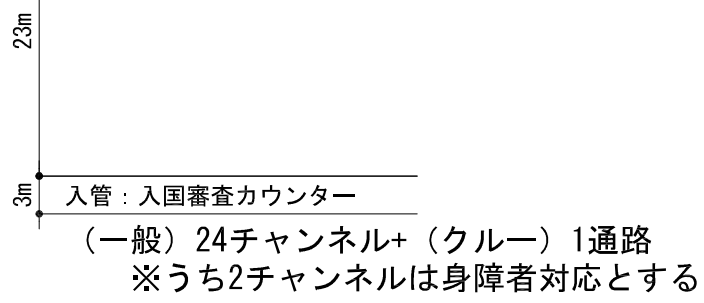 23m
3m
入管：入国審査カウンター
（一般）24チャンネル+（クルー）1通路
※うち2チャンネルは身障者対応とする